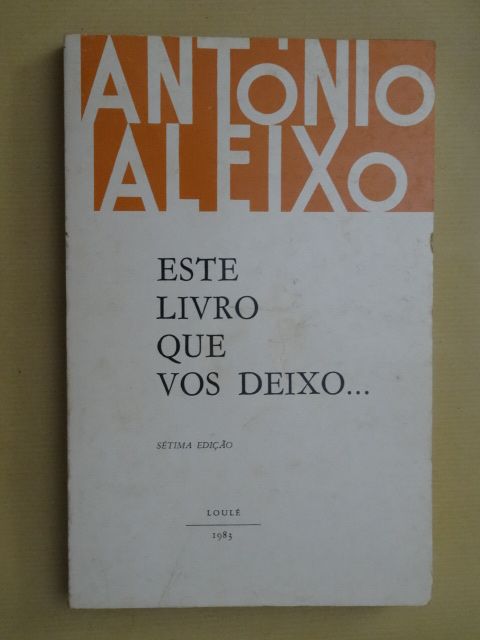 ANTÓNIO
ALEIXO
ESTE
LIVRO
QUE
VOS DEIXO...
SÉTIMA EDIÇÃO
LOULÉ
1983